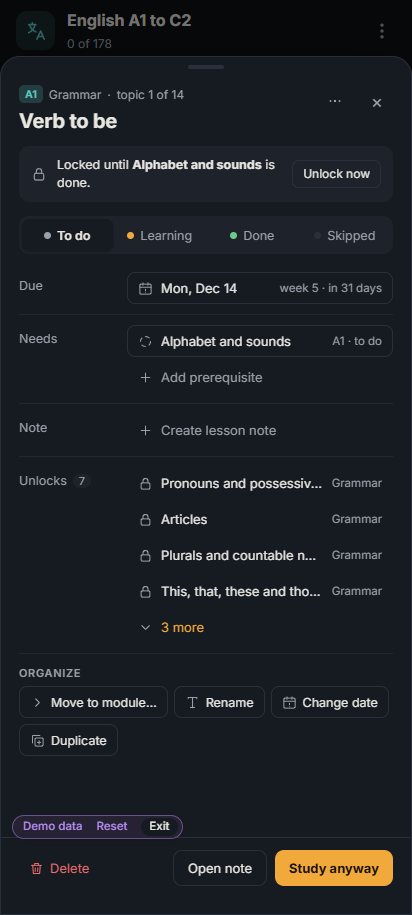 English A1 to C2
0 of 178
A1 Grammar · topic 1 of 14
Verb to be
Locked until Alphabet and sounds is
done.
Unlock now
To do Learning Done Skipped
Due Mon, Dec 14 week 5 · in 31 days
Needs Alphabet and sounds A1 · to do
Add prerequisite
Note Create lesson note
Unlocks 7 Pronouns and possessiv... Grammar
Articles Grammar
Plurals and countable n... Grammar
This, that, these and tho... Grammar
3 more
ORGANIZE
Move to module... Rename Change date
Duplicate
Demo data Reset Exit
Delete Open note Study anyway